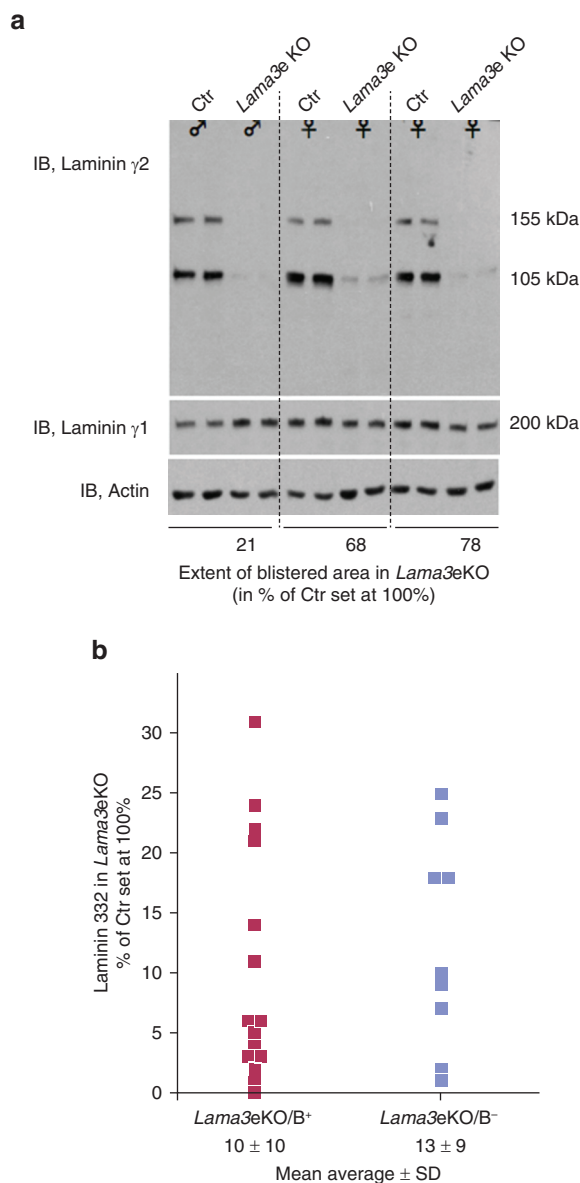 a
Ctr Lama3e KO Ctr Lama3e KO Ctr Lama3e KO
♂ ♂ ♀ ♀ ♀ ♀
IB, Laminin γ2
155 kDa
105 kDa
IB, Laminin γ1
200 kDa
IB, Actin
21 68 78
Extent of blistered area in Lama3eKO
(in % of Ctr set at 100%)
b
Laminin 332 in Lama3eKO
% of Ctr set at 100%
30
25
20
15
10
5
0
Lama3eKO/B⁺ Lama3eKO/B⁻
10 ± 10 13 ± 9
Mean average ± SD